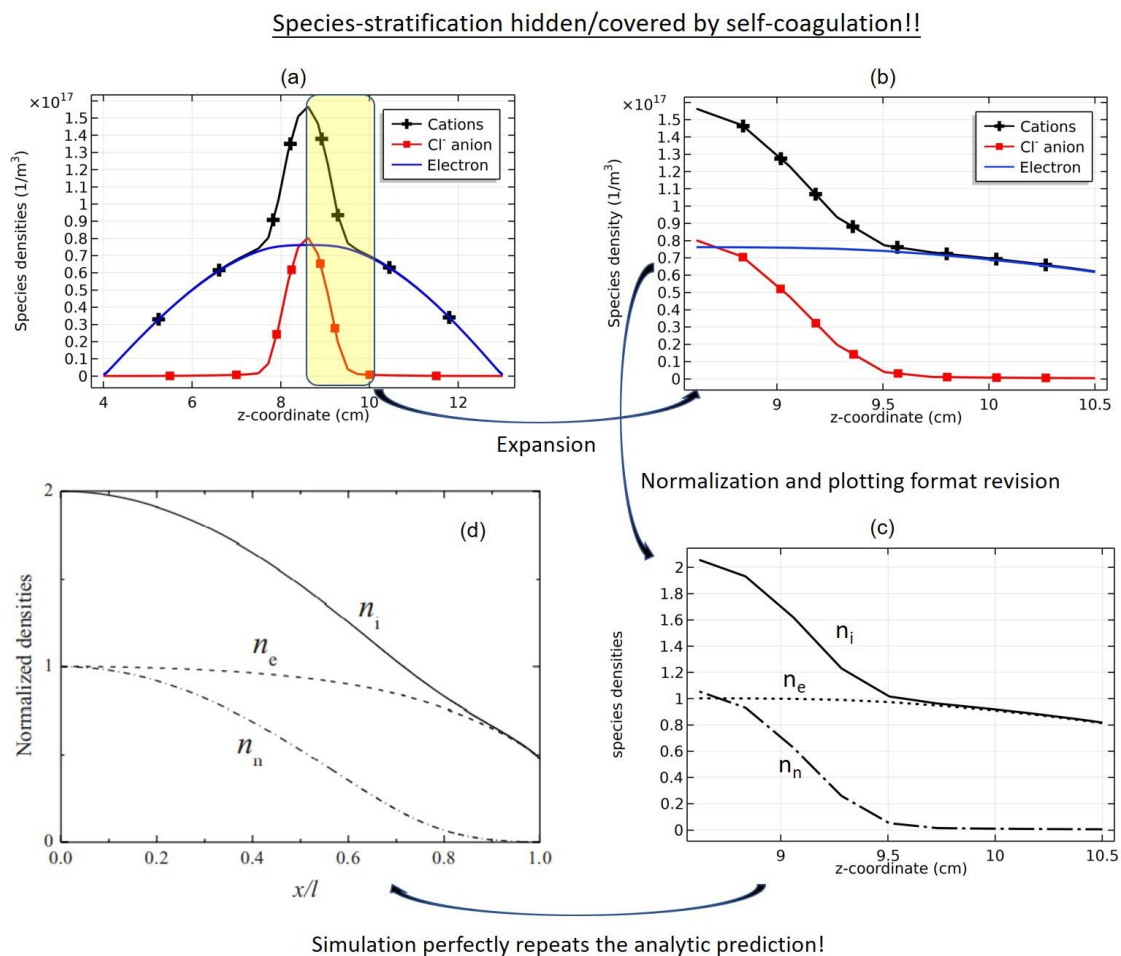 Species-stratification hidden/covered by self-coagulation!!
(a)
×10^17
1.5
1.4
1.3
1.2
1.1
1
0.9
0.8
0.7
0.6
0.5
0.4
0.3
0.2
0.1
0
Species densities (1/m³)
Cations
Cl⁻ anion
Electron
4 6 8 10 12
z-coordinate (cm)
(b)
×10^17
1.5
1.4
1.3
1.2
1.1
1
0.9
0.8
0.7
0.6
0.5
0.4
0.3
0.2
0.1
0
Species density (1/m³)
Cations
Cl⁻ anion
Electron
9 9.5 10 10.5
z-coordinate (cm)
Expansion
Normalization and plotting format revision
(d)
2
1
0
Normalized densities
n_i
n_e
n_n
0.0 0.2 0.4 0.6 0.8 1.0
x/l
(c)
2
1.8
1.6
1.4
1.2
1
0.8
0.6
0.4
0.2
0
species densities
n_i
n_e
n_n
9 9.5 10 10.5
z-coordinate (cm)
Simulation perfectly repeats the analytic prediction!